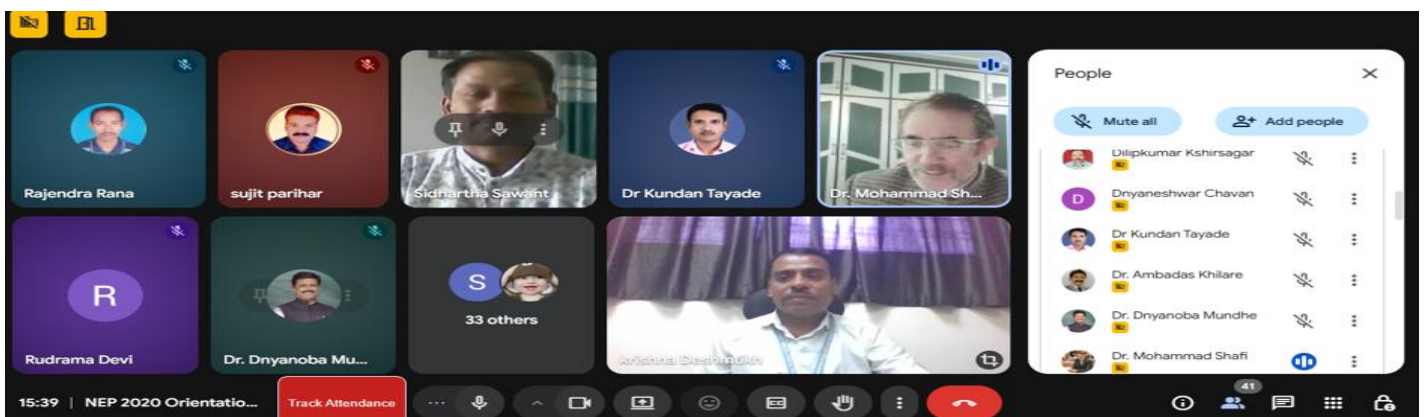 Rajendra Rana
sujit parihar
Sidhartha Sawant
Dr Kundan Tayade
Dr. Mohammad Sh...
R
Rudrama Devi
Dr. Dnyanoba Mu...
S
33 others
krishna Deshmukh
People
Mute all
Add people
Dilipkumar Kshirsagar
D
Dnyaneshwar Chavan
Dr Kundan Tayade
Dr. Ambadas Khilare
Dr. Dnyanoba Mundhe
Dr. Mohammad Shafi
15:39 | NEP 2020 Orientatio...
Track Attendance
CC
41